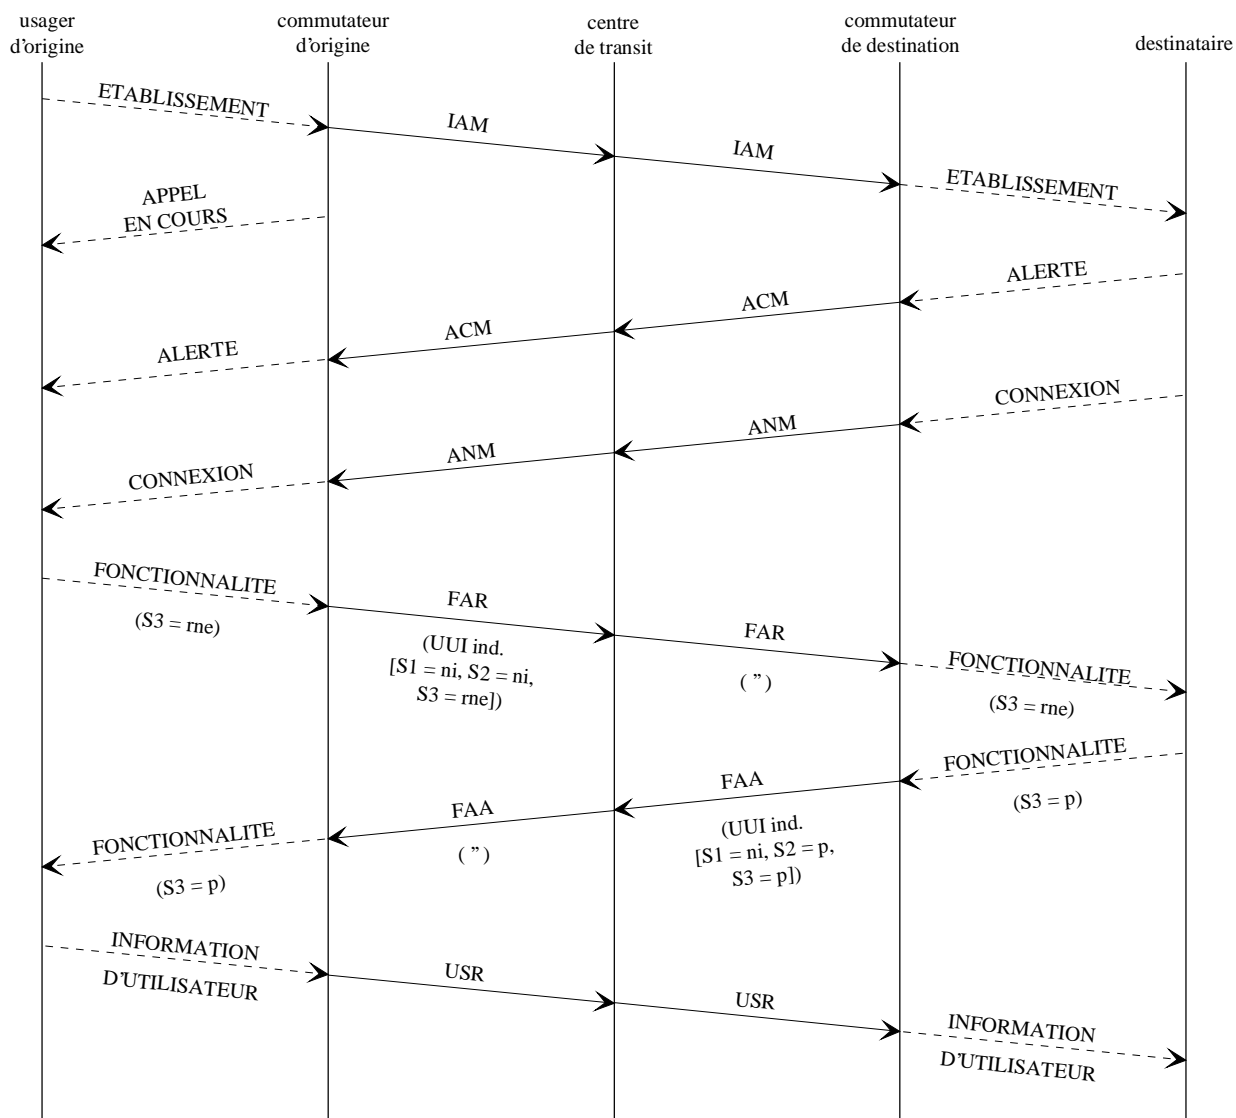 usager
d'origine
commutateur
d'origine
centre
de transit
commutateur
de destination
destinataire
ETABLISSEMENT
IAM
IAM
ETABLISSEMENT
APPEL
EN COURS
ALERTE
ACM
ACM
ALERTE
CONNEXION
ANM
ANM
CONNEXION
FONCTIONNALITE
(S3 = rne)
FAR
(UUI ind.
[S1 = ni, S2 = ni,
S3 = rne])
FAR
( ” )
FONCTIONNALITE
(S3 = rne)
FONCTIONNALITE
(S3 = p)
FAA
(UUI ind.
[S1 = ni, S2 = p,
S3 = p])
FAA
( ” )
FONCTIONNALITE
(S3 = p)
INFORMATION
D'UTILISATEUR
USR
USR
INFORMATION
D'UTILISATEUR